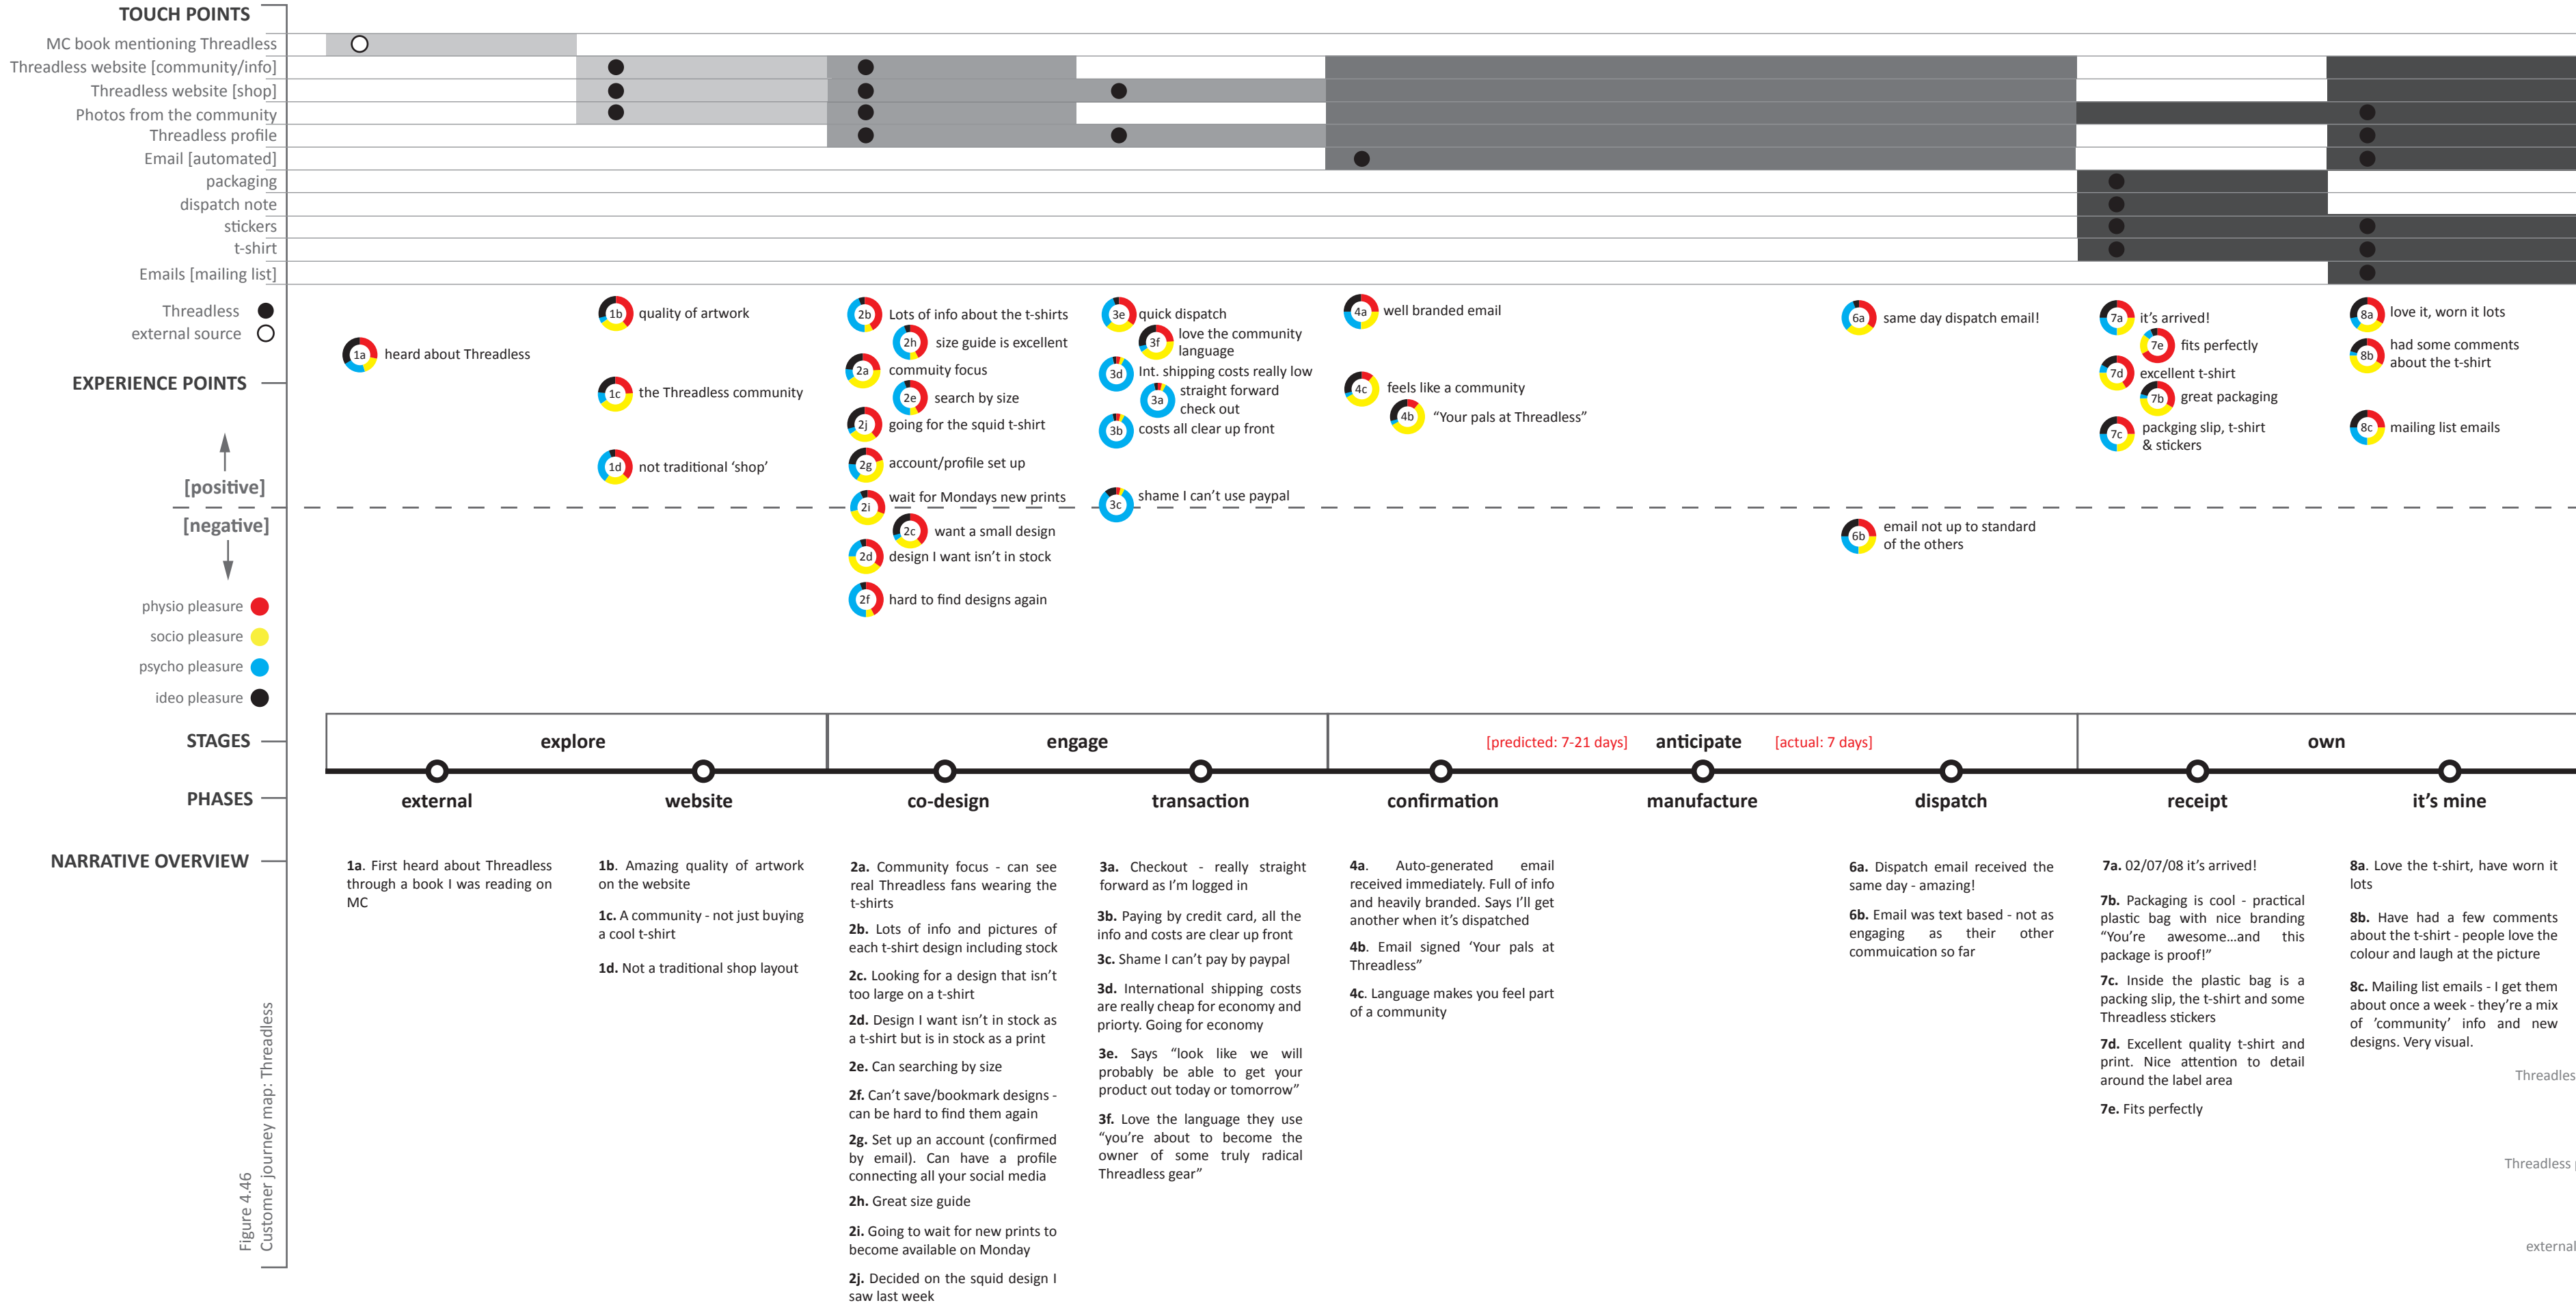 TOUCH POINTS
MC book mentioning Threadless
Threadless website [community/info]
Threadless website [shop]
Photos from the community
Threadless profile
Email [automated]
packaging
dispatch note
stickers
t-shirt
Emails [mailing list]
Threadless
external source
EXPERIENCE POINTS
[positive]
[negative]
physio pleasure
socio pleasure
psycho pleasure
ideo pleasure
1a heard about Threadless
1b quality of artwork
1c the Threadless community
1d not traditional ‘shop’
2b Lots of info about the t-shirts
2h size guide is excellent
2a commuity focus
2e search by size
2j going for the squid t-shirt
2g account/profile set up
2i wait for Mondays new prints
2c want a small design
2d design I want isn’t in stock
2f hard to find designs again
3e quick dispatch
3f love the community
language
3d Int. shipping costs really low
3a straight forward
check out
3b costs all clear up front
3c shame I can’t use paypal
4a well branded email
4c feels like a community
4b “Your pals at Threadless”
6a same day dispatch email!
6b email not up to standard
of the others
7a it’s arrived!
7e fits perfectly
7d excellent t-shirt
7b great packaging
7c packging slip, t-shirt
& stickers
8a love it, worn it lots
8b had some comments
about the t-shirt
8c mailing list emails
STAGES
explore
engage
[predicted: 7-21 days] anticipate [actual: 7 days]
own
PHASES
external
website
co-design
transaction
confirmation
manufacture
dispatch
receipt
it’s mine
NARRATIVE OVERVIEW
1a. First heard about Threadless
through a book I was reading on
MC
1b. Amazing quality of artwork
on the website
1c. A community - not just buying
a cool t-shirt
1d. Not a traditional shop layout
2a. Community focus - can see
real Threadless fans wearing the
t-shirts
2b. Lots of info and pictures of
each t-shirt design including stock
2c. Looking for a design that isn’t
too large on a t-shirt
2d. Design I want isn’t in stock as
a t-shirt but is in stock as a print
2e. Can searching by size
2f. Can’t save/bookmark designs -
can be hard to find them again
2g. Set up an account (confirmed
by email). Can have a profile
connecting all your social media
2h. Great size guide
2i. Going to wait for new prints to
become available on Monday
2j. Decided on the squid design I
saw last week
3a. Checkout - really straight
forward as I’m logged in
3b. Paying by credit card, all the
info and costs are clear up front
3c. Shame I can’t pay by paypal
3d. International shipping costs
are really cheap for economy and
priorty. Going for economy
3e. Says “look like we will
probably be able to get your
product out today or tomorrow”
3f. Love the language they use
“you’re about to become the
owner of some truly radical
Threadless gear”
4a. Auto-generated email
received immediately. Full of info
and heavily branded. Says I’ll get
another when it’s dispatched
4b. Email signed ‘Your pals at
Threadless”
4c. Language makes you feel part
of a community
6a. Dispatch email received the
same day - amazing!
6b. Email was text based - not as
engaging as their other
commuication so far
7a. 02/07/08 it’s arrived!
7b. Packaging is cool - practical
plastic bag with nice branding
“You’re awesome...and this
package is proof!”
7c. Inside the plastic bag is a
packing slip, the t-shirt and some
Threadless stickers
7d. Excellent quality t-shirt and
print. Nice attention to detail
around the label area
7e. Fits perfectly
8a. Love the t-shirt, have worn it
lots
8b. Have had a few comments
about the t-shirt - people love the
colour and laugh at the picture
8c. Mailing list emails - I get them
about once a week - they’re a mix
of ’community’ info and new
designs. Very visual.
Threadles
Threadless
external
Figure 4.46
Customer journey map: Threadless